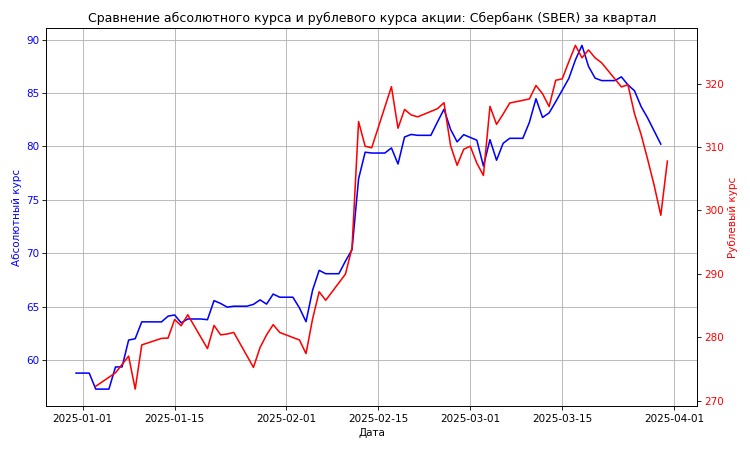 Сравнение абсолютного курса и рублевого курса акции: Сбербанк (SBER) за квартал
Абсолютный курс
90
85
80
75
70
65
60
320
310
300
290
280
270
Рублевый курс
2025-01-01 2025-01-15 2025-02-01 2025-02-15 2025-03-01 2025-03-15 2025-04-01
Дата